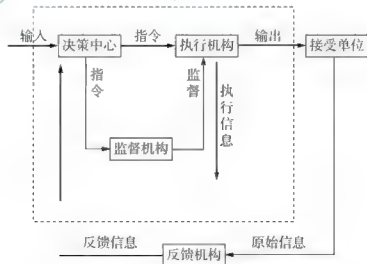 输入
决策中心
指令
执行机构
输出
接受单位
指令
监督
执行信息
监督机构
反馈信息
反馈机构
原始信息